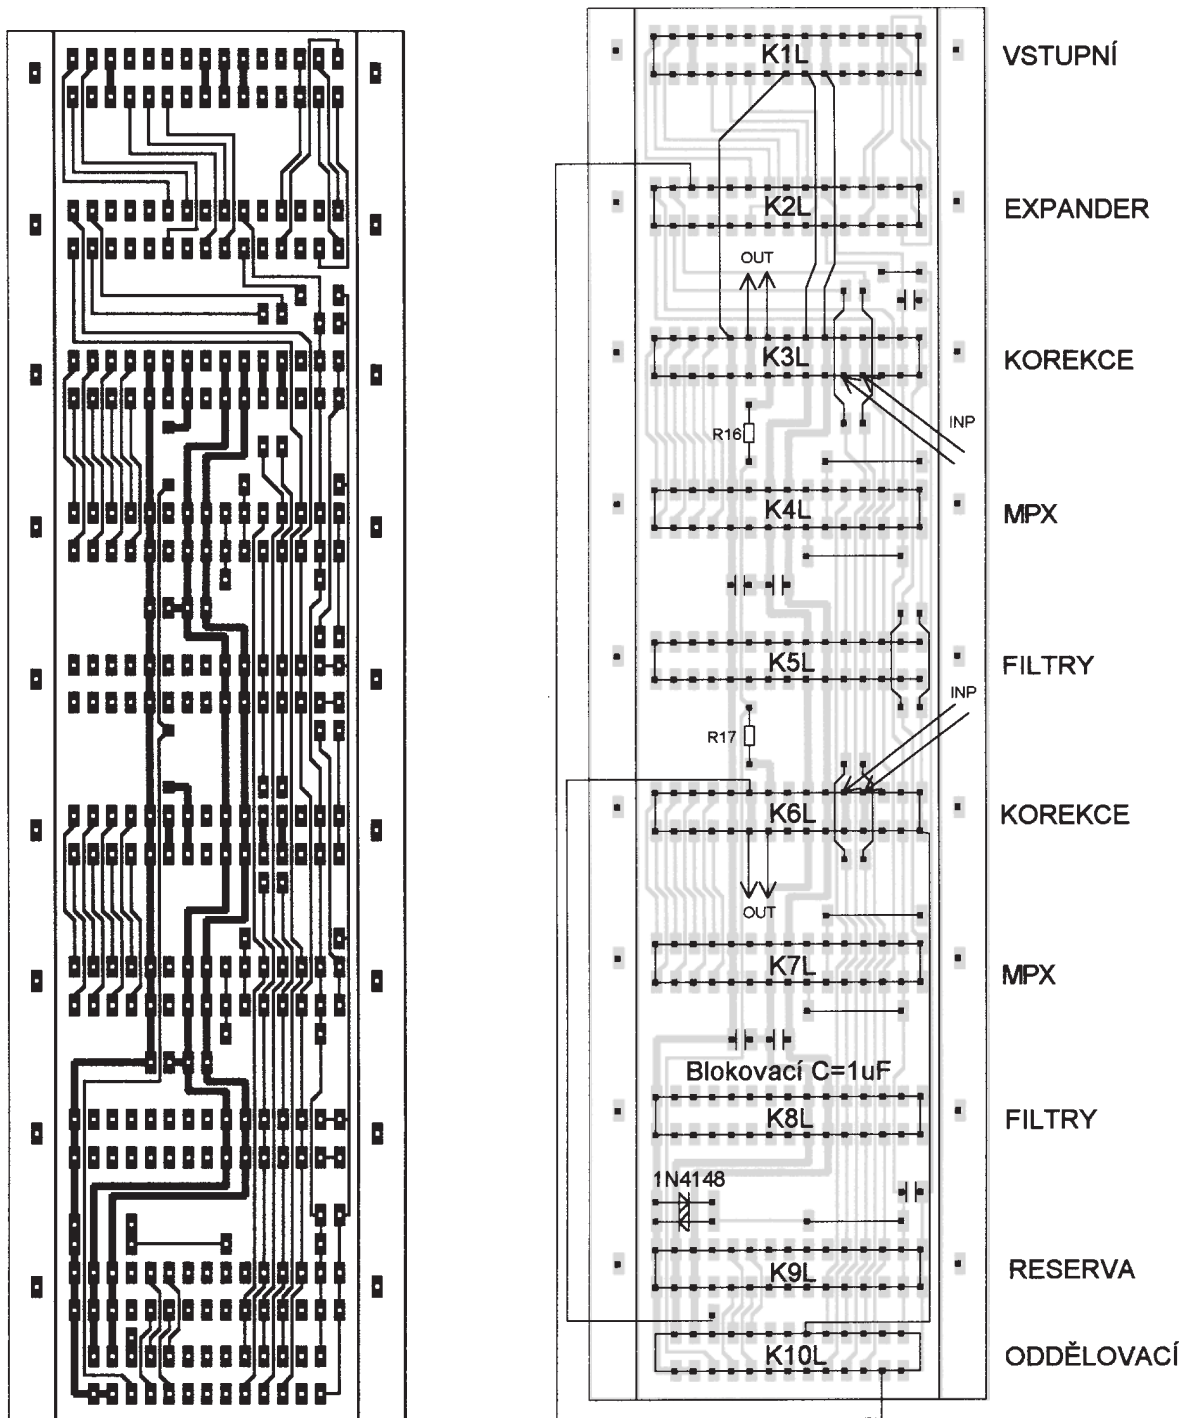 K1L VSTUPNÍ
K2L EXPANDER
OUT
K3L KOREKCE
R16 INP
K4L MPX
K5L FILTRY
INP
R17
K6L KOREKCE
OUT
K7L MPX
Blokovací C=1uF
K8L FILTRY
1N4148
K9L RESERVA
K10L ODDĚLOVACÍ